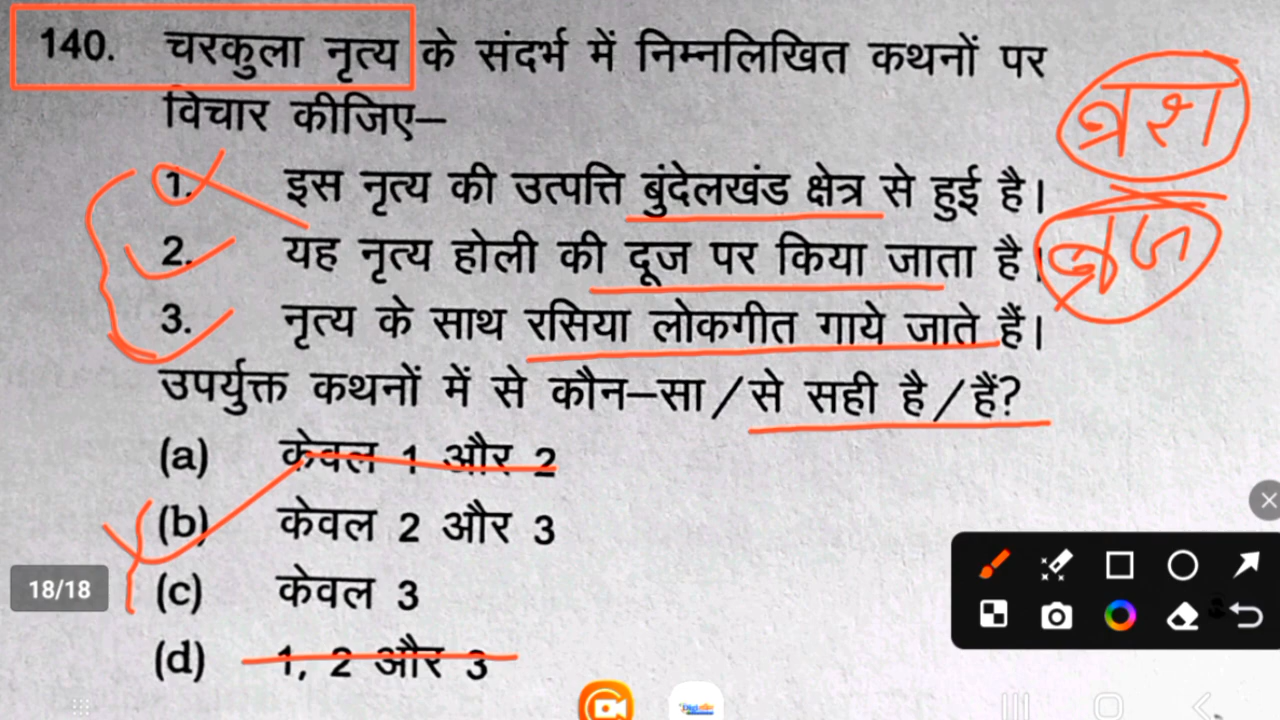 140. चरकुला नृत्य के संदर्भ में निम्नलिखित कथनों पर
विचार कीजिए–
1. इस नृत्य की उत्पत्ति बुंदेलखंड क्षेत्र से हुई है।
2. यह नृत्य होली की दूज पर किया जाता है।
3. नृत्य के साथ रसिया लोकगीत गाये जाते हैं।
उपर्युक्त कथनों में से कौन–सा/से सही है/हैं?
(a) केवल 1 और 2
(b) केवल 2 और 3
(c) केवल 3
(d) 1, 2 और 3
ब्रज
18/18